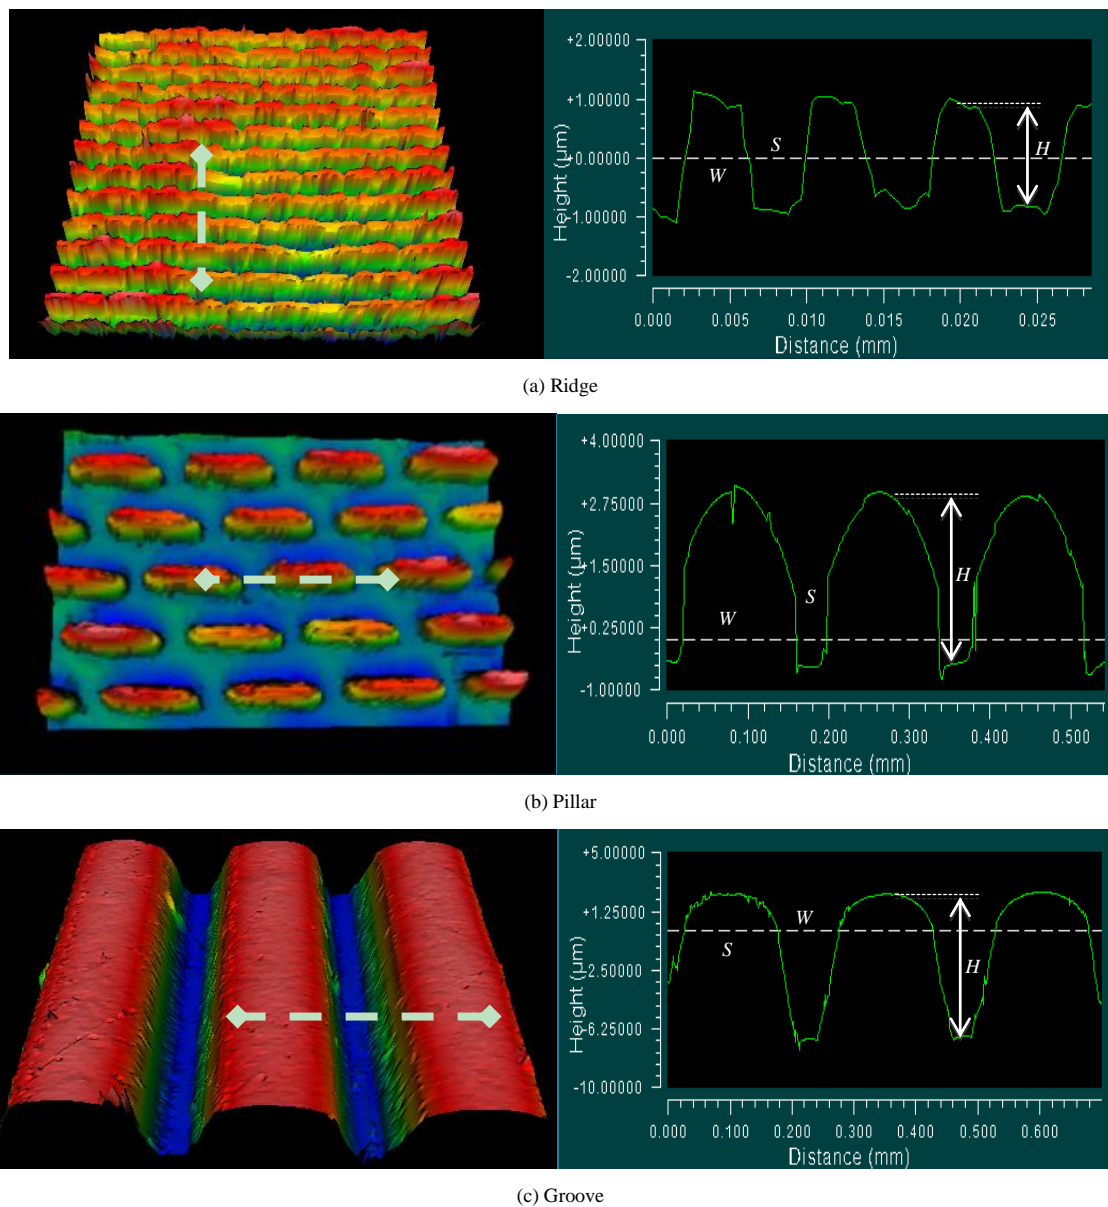 +2.00000
+1.00000
+0.00000
-1.00000
-2.00000
Height (µm)
S
W
H
0.000 0.005 0.010 0.015 0.020 0.025
Distance (mm)
(a) Ridge
+4.00000
+2.75000
+1.50000
+0.25000
-1.00000
Height (µm)
W
S
H
0.000 0.100 0.200 0.300 0.400 0.500
Distance (mm)
(b) Pillar
+5.00000
+1.25000
-2.50000
-6.25000
-10.00000
Height (µm)
W
S
H
0.000 0.100 0.200 0.300 0.400 0.500 0.600
Distance (mm)
(c) Groove